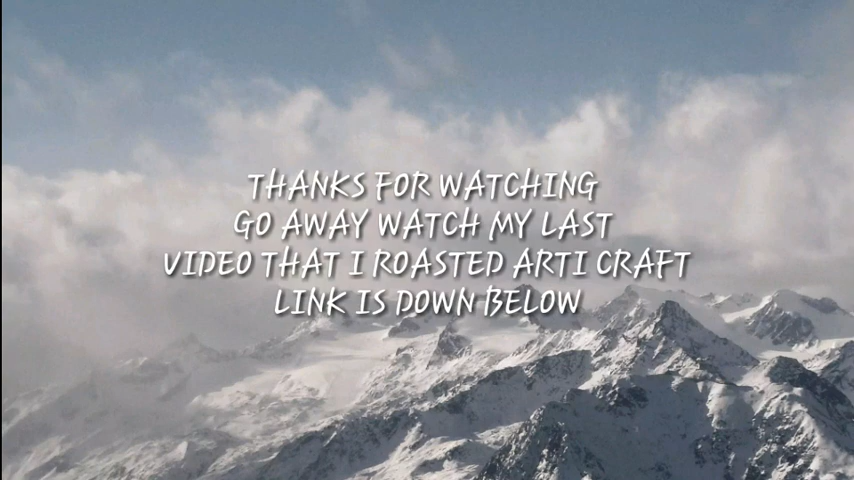 THANKS FOR WATCHING
GO AWAY WATCH MY LAST
VIDEO THAT I ROASTED ARTI CRAFT
LINK IS DOWN BELOW